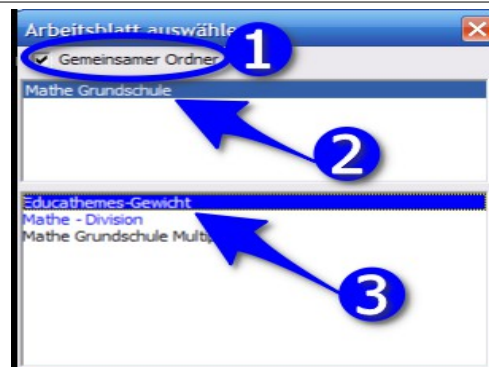 Arbeitsblatt auswähle
1
Gemeinsamer Ordner
Mathe Grundschule
2
Educathemes-Gewicht
Mathe - Division
Mathe Grundschule Multip
3